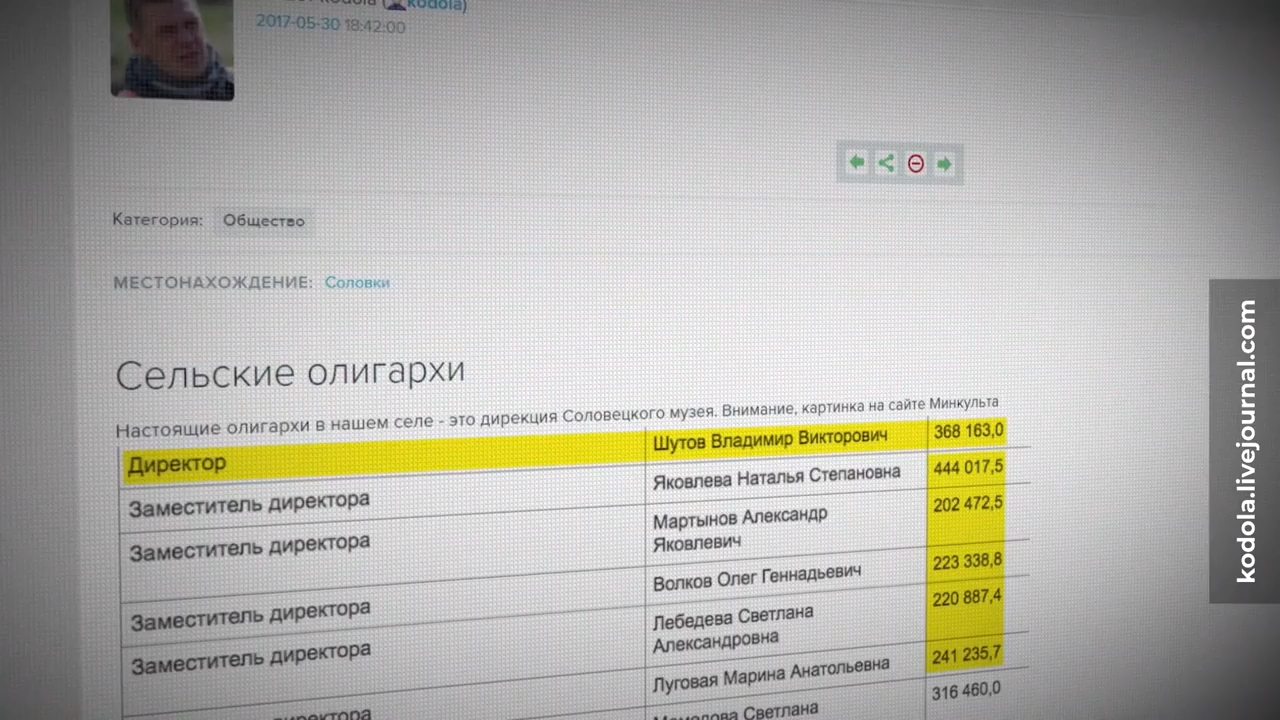 kodola)
2017-05-30 18:42:00
Категория: Общество
МЕСТОНАХОЖДЕНИЕ: Соловки
Сельские олигархи
Настоящие олигархи в нашем селе - это дирекция Соловецкого музея. Внимание, картинка на сайте Минкульта
Директор Шутов Владимир Викторович 368 163,0
Заместитель директора Яковлева Наталья Степановна 444 017,5
Заместитель директора Мартынов Александр 202 472,5
Яковлевич
Заместитель директора Волков Олег Геннадьевич 223 338,8
Заместитель директора Лебедева Светлана 220 887,4
Александровна
Луговая Марина Анатольевна 241 235,7
Светлана 316 460,0
kodola.livejournal.com